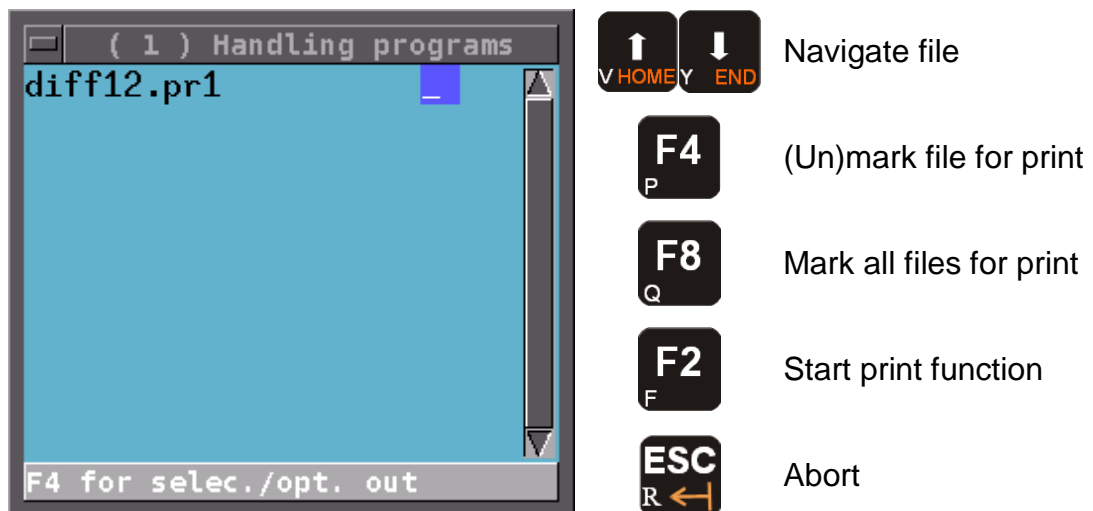 ( 1 ) Handling programs
diff12.pr1 _
F4 for selec./opt. out
V HOME Y END Navigate file
F4
P
(Un)mark file for print
F8
Q
Mark all files for print
F2
F
Start print function
ESC
R
Abort